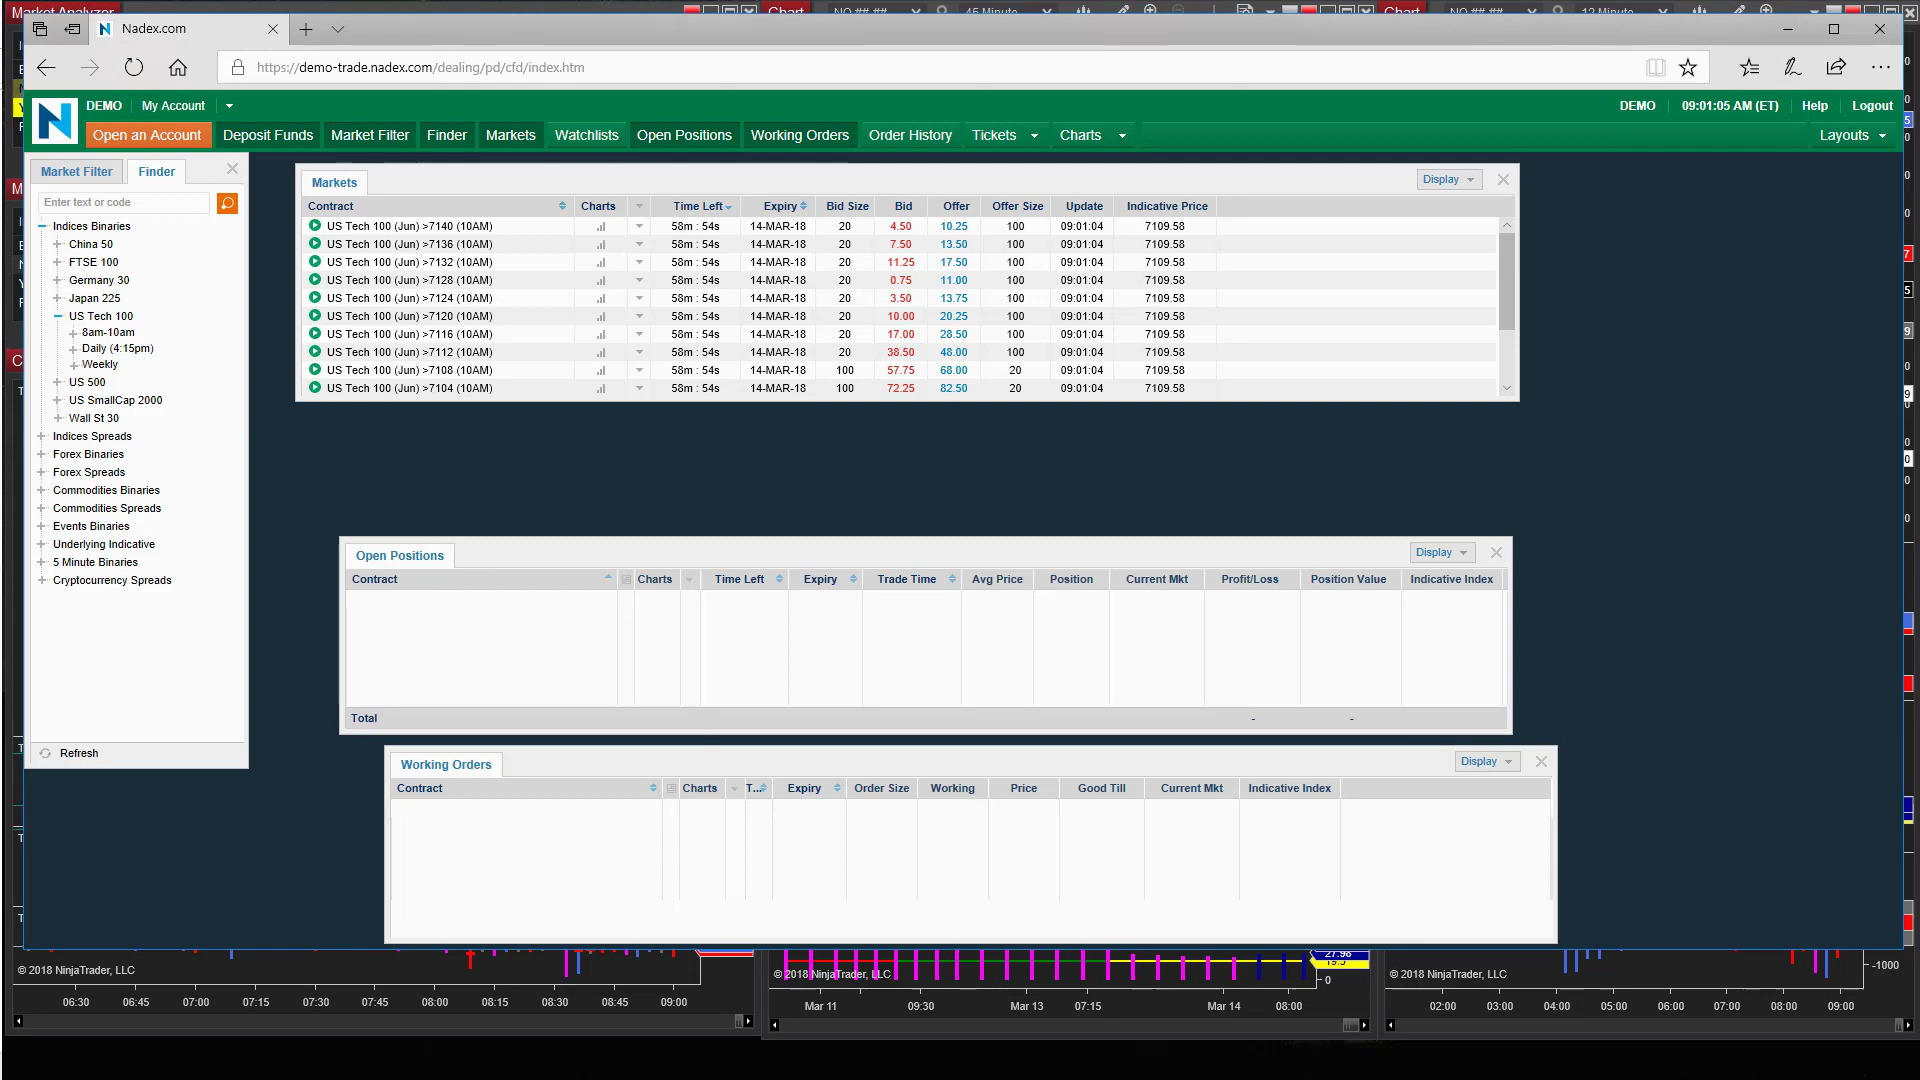 Market Analyzer
Chart NQ ##-## 45 Minute
Chart NQ ##-## 12 Minute
Nadex.com
https://demo-trade.nadex.com/dealing/pd/cfd/index.htm
N DEMO My Account
DEMO 09:01:05 AM (ET) Help Logout
Open an Account Deposit Funds Market Filter Finder Markets Watchlists Open Positions Working Orders Order History Tickets Charts Layouts
Market Filter Finder
Enter text or code
Indices Binaries
China 50
FTSE 100
Germany 30
Japan 225
US Tech 100
8am-10am
Daily (4:15pm)
Weekly
US 500
US SmallCap 2000
Wall St 30
Indices Spreads
Forex Binaries
Forex Spreads
Commodities Binaries
Commodities Spreads
Events Binaries
Underlying Indicative
5 Minute Binaries
Cryptocurrency Spreads
Refresh
Markets Display
Contract Charts Time Left Expiry Bid Size Bid Offer Offer Size Update Indicative Price
US Tech 100 (Jun) >7140 (10AM) 58m : 54s 14-MAR-18 20 4.50 10.25 100 09:01:04 7109.58
US Tech 100 (Jun) >7136 (10AM) 58m : 54s 14-MAR-18 20 7.50 13.50 100 09:01:04 7109.58
US Tech 100 (Jun) >7132 (10AM) 58m : 54s 14-MAR-18 20 11.25 17.50 100 09:01:04 7109.58
US Tech 100 (Jun) >7128 (10AM) 58m : 54s 14-MAR-18 20 0.75 11.00 100 09:01:04 7109.58
US Tech 100 (Jun) >7124 (10AM) 58m : 54s 14-MAR-18 20 3.50 13.75 100 09:01:04 7109.58
US Tech 100 (Jun) >7120 (10AM) 58m : 54s 14-MAR-18 20 10.00 20.25 100 09:01:04 7109.58
US Tech 100 (Jun) >7116 (10AM) 58m : 54s 14-MAR-18 20 17.00 28.50 100 09:01:04 7109.58
US Tech 100 (Jun) >7112 (10AM) 58m : 54s 14-MAR-18 20 38.50 48.00 100 09:01:04 7109.58
US Tech 100 (Jun) >7108 (10AM) 58m : 54s 14-MAR-18 100 57.75 68.00 20 09:01:04 7109.58
US Tech 100 (Jun) >7104 (10AM) 58m : 54s 14-MAR-18 100 72.25 82.50 20 09:01:04 7109.58
Open Positions Display
Contract Charts Time Left Expiry Trade Time Avg Price Position Current Mkt Profit/Loss Position Value Indicative Index
Total - -
Working Orders Display
Contract Charts T... Expiry Order Size Working Price Good Till Current Mkt Indicative Index
© 2018 NinjaTrader, LLC
06:30 06:45 07:00 07:15 07:30 07:45 08:00 08:15 08:30 08:45 09:00
© 2018 NinjaTrader, LLC
27.98
19.5
0
Mar 11 09:30 Mar 13 07:15 Mar 14 08:00
© 2018 NinjaTrader, LLC
-1000
02:00 03:00 04:00 05:00 06:00 07:00 08:00 09:00